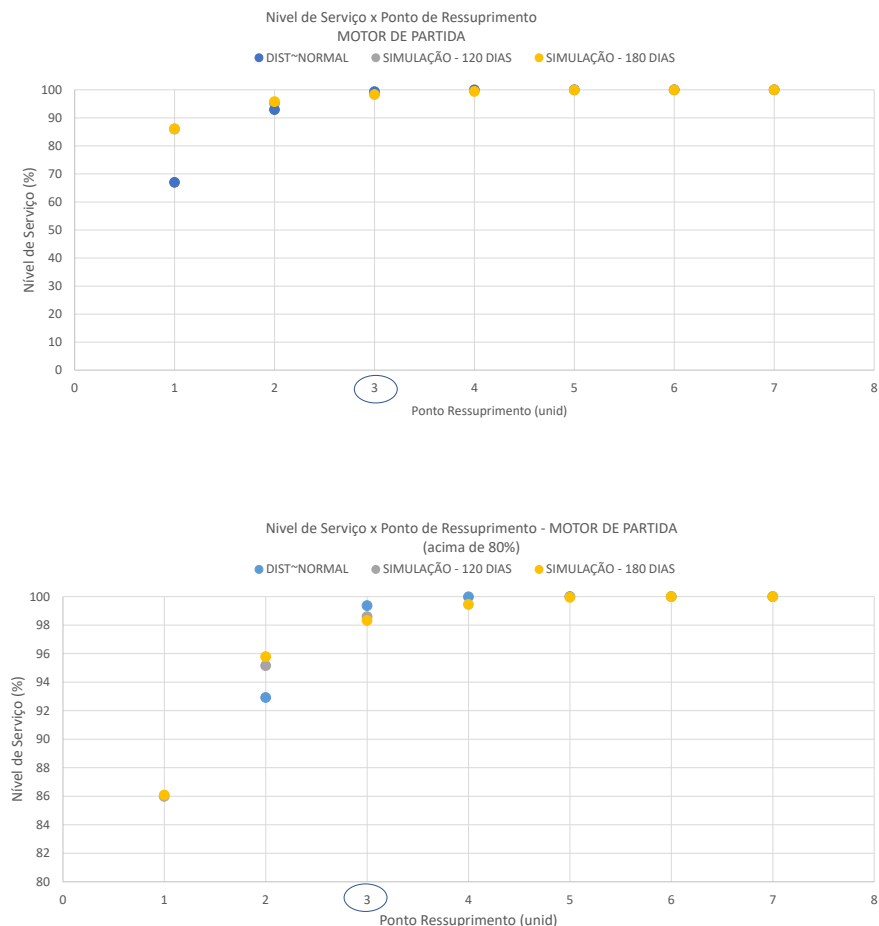 Nivel de Serviço x Ponto de Ressuprimento
MOTOR DE PARTIDA
DIST~NORMAL SIMULAÇÃO - 120 DIAS SIMULAÇÃO - 180 DIAS
100
90
80
70
60
50
40
30
20
10
0
Nível de Serviço (%)
0 1 2 3 4 5 6 7 8
Ponto Ressuprimento (unid)
Nivel de Serviço x Ponto de Ressuprimento - MOTOR DE PARTIDA
(acima de 80%)
DIST~NORMAL SIMULAÇÃO - 120 DIAS SIMULAÇÃO - 180 DIAS
100
98
96
94
92
90
88
86
84
82
80
Nível de Serviço (%)
0 1 2 3 4 5 6 7 8
Ponto Ressuprimento (unid)